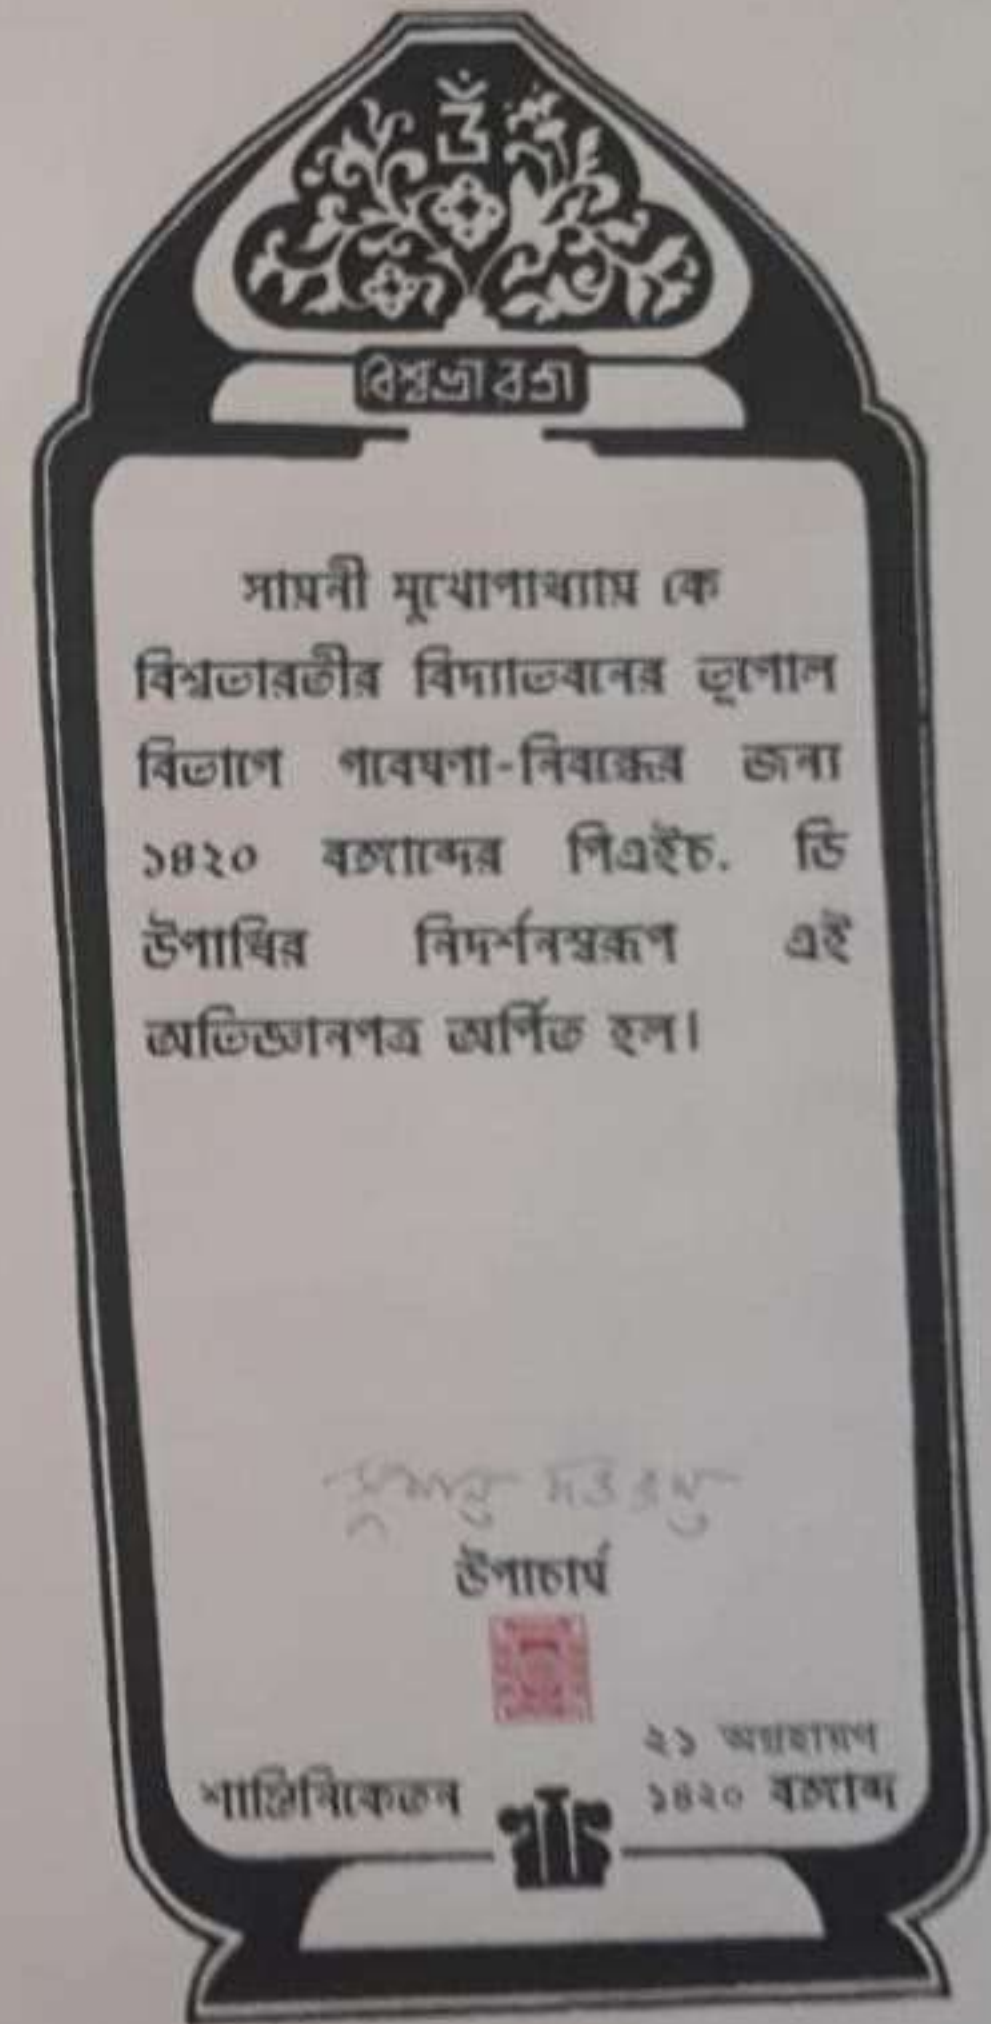 ওঁ
বিশ্বভারতী
সায়নী মুখোপাধ্যায় কে
বিশ্বভারতীর বিদ্যাভবনের ভূগোল
বিভাগে গবেষণা-নিবন্ধের জন্য
১৪২০ বঙ্গাব্দের পিএইচ. ডি
উপাধির নিদর্শনস্বরূপ এই
অভিজ্ঞানপত্র অর্পিত হল।
উপাচার্য
২১ অগ্রহায়ণ
শান্তিনিকেতন ১৪২০ বঙ্গাব্দ